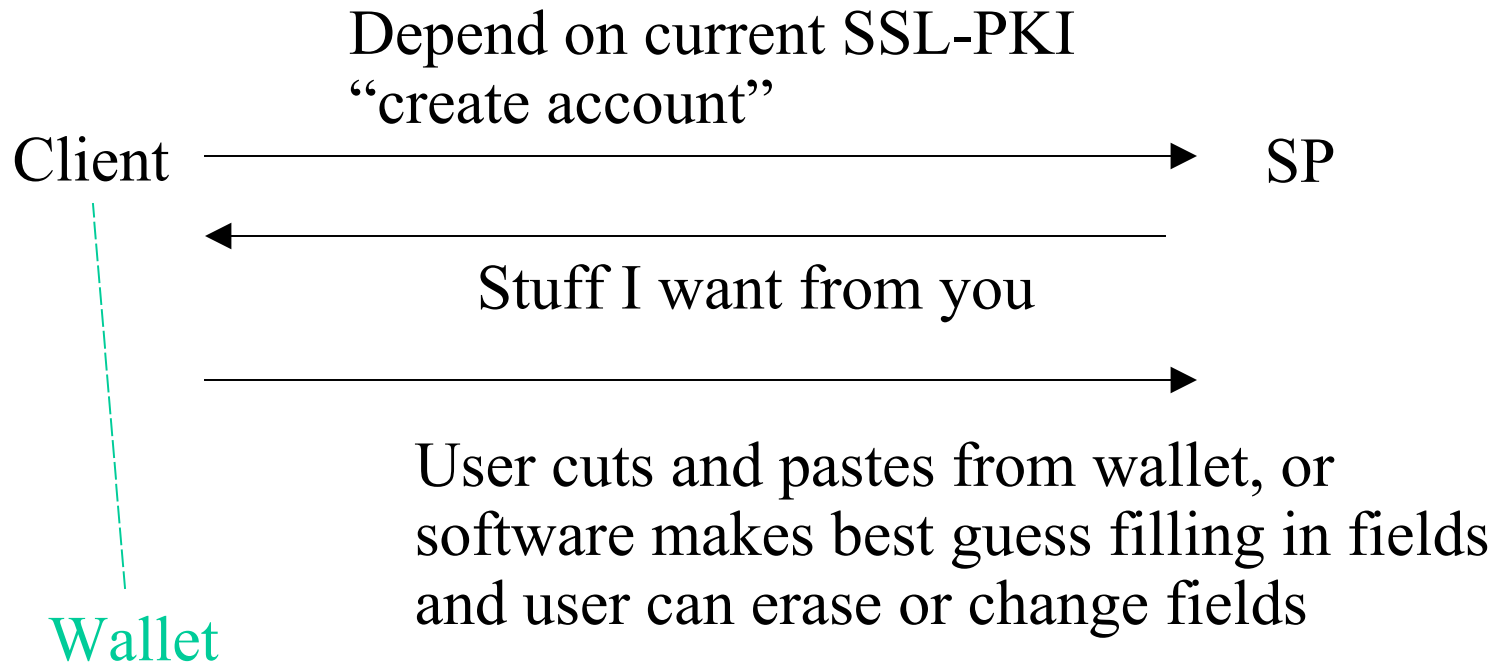 Depend on current SSL-PKI
“create account”
Client
SP
Stuff I want from you
User cuts and pastes from wallet, or
software makes best guess filling in fields
and user can erase or change fields
Wallet